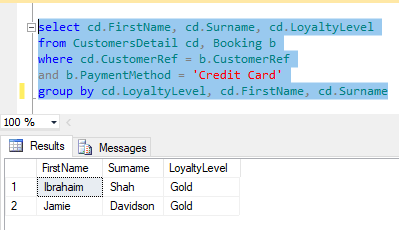 select cd.FirstName, cd.Surname, cd.LoyaltyLevel
from CustomersDetail cd, Booking b
where cd.CustomerRef = b.CustomerRef
and b.PaymentMethod = 'Credit Card'
group by cd.LoyaltyLevel, cd.FirstName, cd.Surname
100 %
Results Messages
FirstName Surname LoyaltyLevel
1 Ibrahaim Shah Gold
2 Jamie Davidson Gold